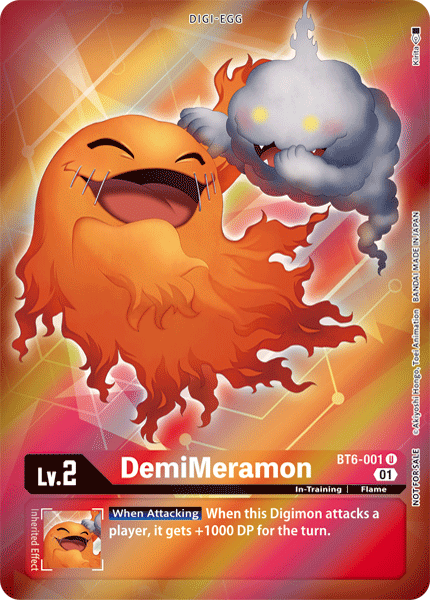 DIGI-EGG
Kirita
©Akiyoshi Hongo, Toei Animation BANDAI MADE IN JAPAN
NOT FOR SALE
BT6-001 U
01
Lv.2
DemiMeramon
In-Training | Flame
Inherited Effect
When Attacking When this Digimon attacks a
player, it gets +1000 DP for the turn.